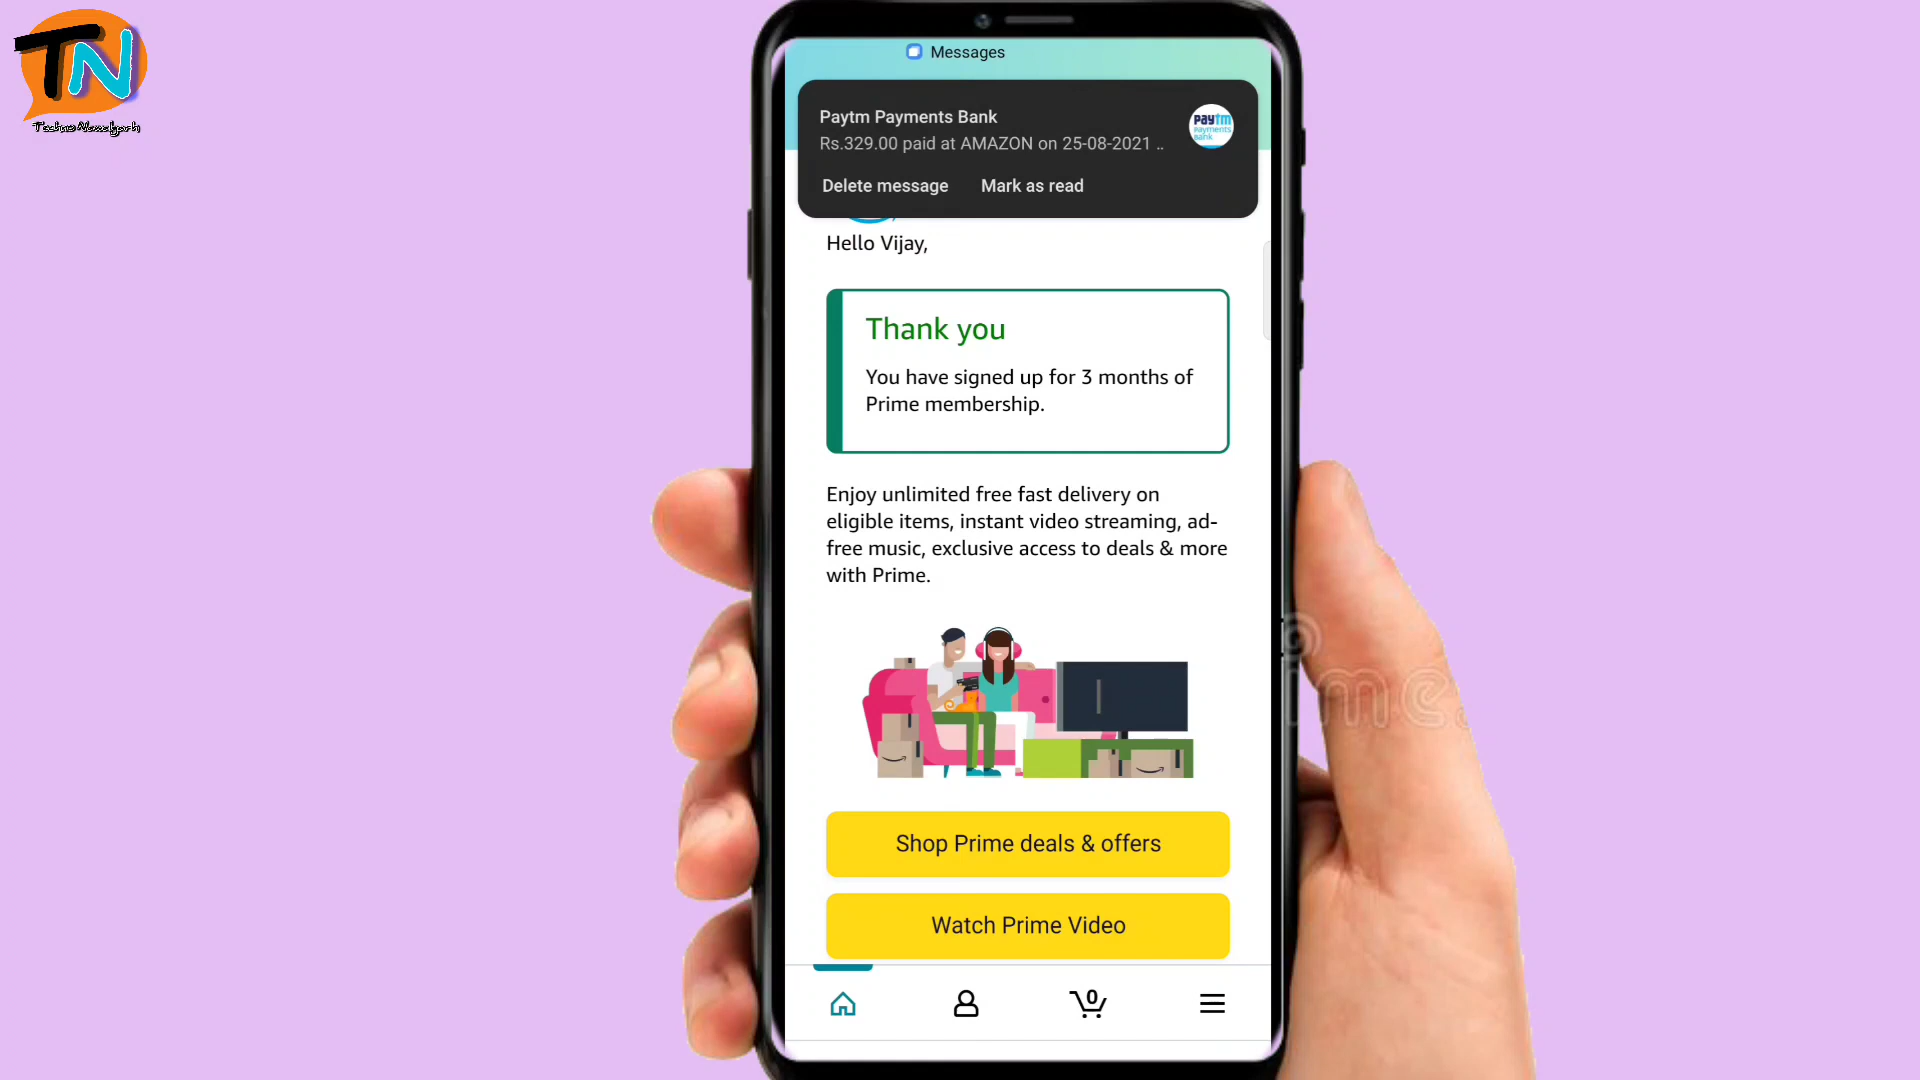 TN
Messages
Paytm Payments Bank
Rs.329.00 paid at AMAZON on 25-08-2021 ..
paytm
payments
bank
Delete message Mark as read
Hello Vijay,
Thank you
You have signed up for 3 months of
Prime membership.
Enjoy unlimited free fast delivery on
eligible items, instant video streaming, ad-
free music, exclusive access to deals & more
with Prime.
Shop Prime deals & offers
Watch Prime Video
0